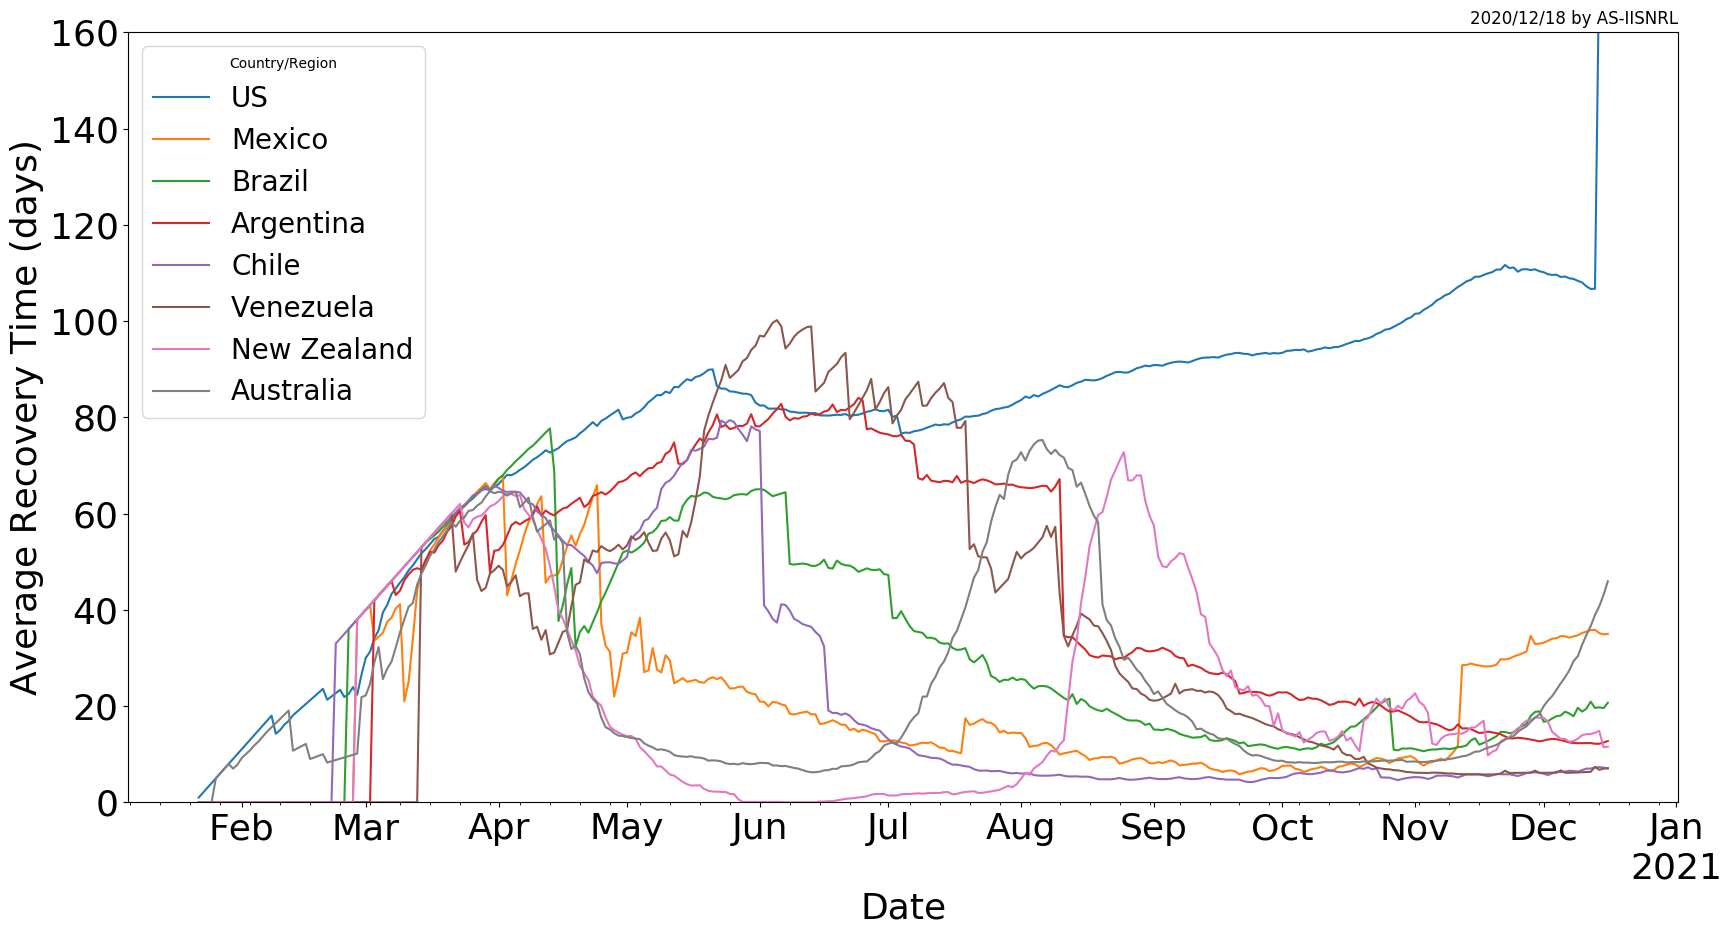 2020/12/18 by AS-IISNRL
160
140
120
100
80
60
40
20
0
Average Recovery Time (days)
Country/Region
US
Mexico
Brazil
Argentina
Chile
Venezuela
New Zealand
Australia
Feb Mar Apr May Jun Jul Aug Sep Oct Nov Dec Jan
2021
Date